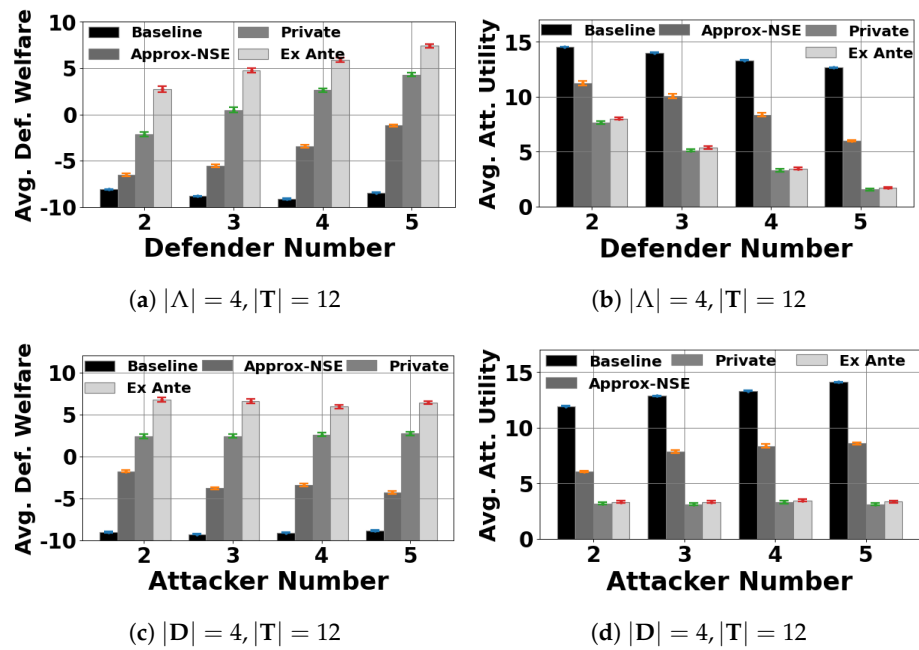 Avg. Def. Welfare
10
5
0
-5
-10
Baseline
Approx-NSE
Private
Ex Ante
2 3 4 5
Defender Number
(a) |Λ| = 4, |T| = 12
Avg. Att. Utility
15
10
5
0
Baseline
Approx-NSE
Private
Ex Ante
2 3 4 5
Defender Number
(b) |Λ| = 4, |T| = 12
Avg. Def. Welfare
10
5
0
-5
-10
Baseline Approx-NSE Private
Ex Ante
2 3 4 5
Attacker Number
(c) |D| = 4, |T| = 12
Avg. Att. Utility
15
10
5
0
Baseline Private Ex Ante
Approx-NSE
2 3 4 5
Attacker Number
(d) |D| = 4, |T| = 12